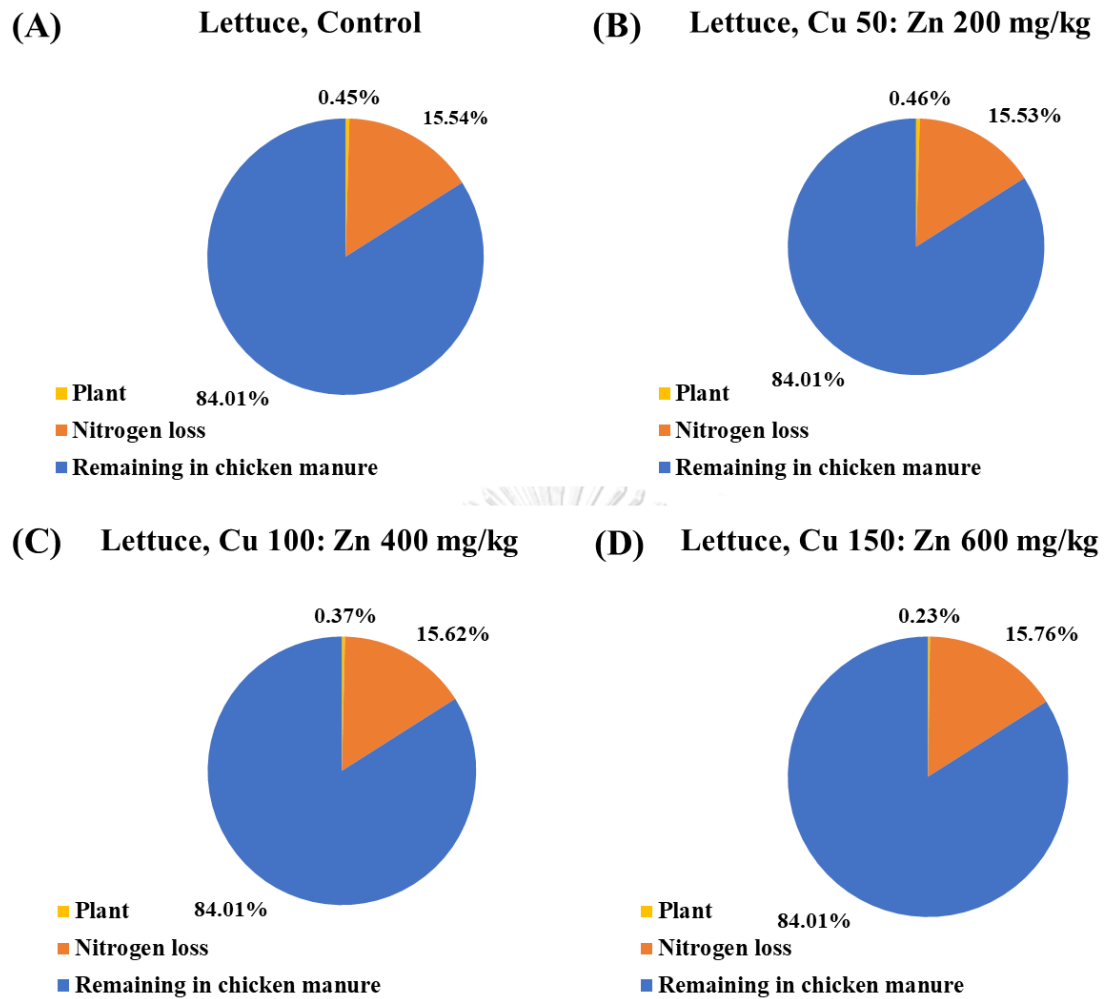 (A) Lettuce, Control
0.45%
15.54%
84.01%
Plant
Nitrogen loss
Remaining in chicken manure
(B) Lettuce, Cu 50: Zn 200 mg/kg
0.46%
15.53%
84.01%
Plant
Nitrogen loss
Remaining in chicken manure
(C) Lettuce, Cu 100: Zn 400 mg/kg
0.37%
15.62%
84.01%
Plant
Nitrogen loss
Remaining in chicken manure
(D) Lettuce, Cu 150: Zn 600 mg/kg
0.23%
15.76%
84.01%
Plant
Nitrogen loss
Remaining in chicken manure